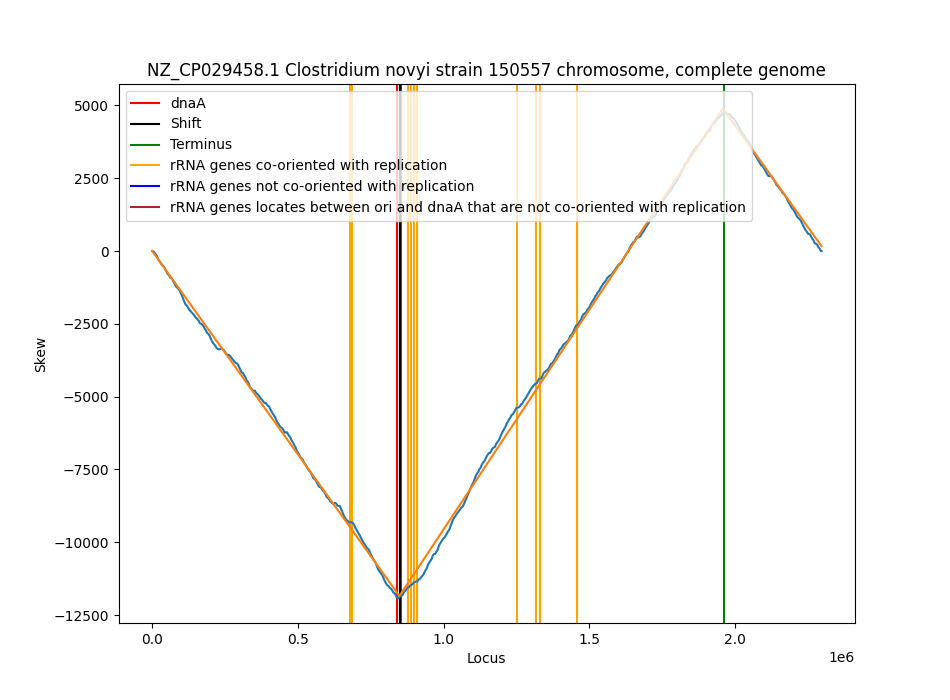 NZ_CP029458.1 Clostridium novyi strain 150557 chromosome, complete genome
dnaA
Shift
Terminus
rRNA genes co-oriented with replication
rRNA genes not co-oriented with replication
rRNA genes locates between ori and dnaA that are not co-oriented with replication
5000
2500
0
−2500
−5000
−7500
−10000
−12500
Skew
0.0 0.5 1.0 1.5 2.0
1e6
Locus